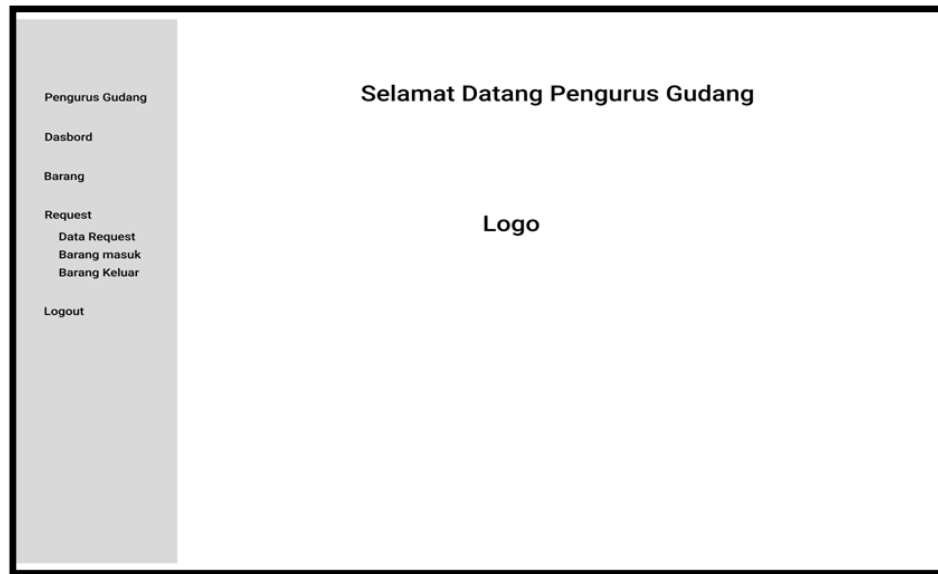 Pengurus Gudang
Dasbord
Barang
Request
Data Request
Barang masuk
Barang Keluar
Logout
Selamat Datang Pengurus Gudang
Logo